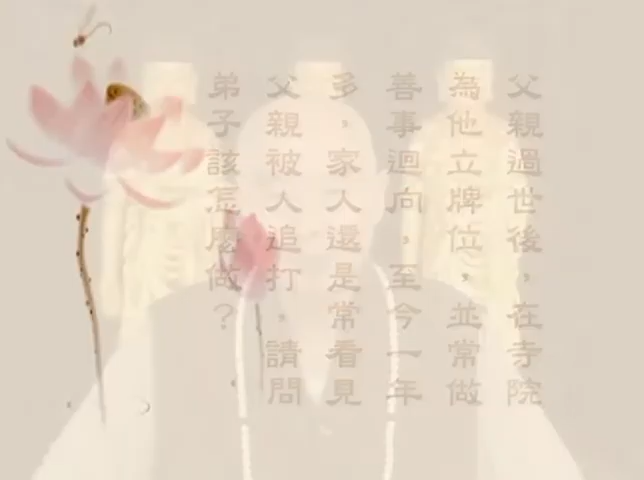 父親過世後，在寺院
為他立牌位，並常做
善事迴向，至今一年
多，家人還是常看見
父親被人追打，請問
弟子該怎麼做？